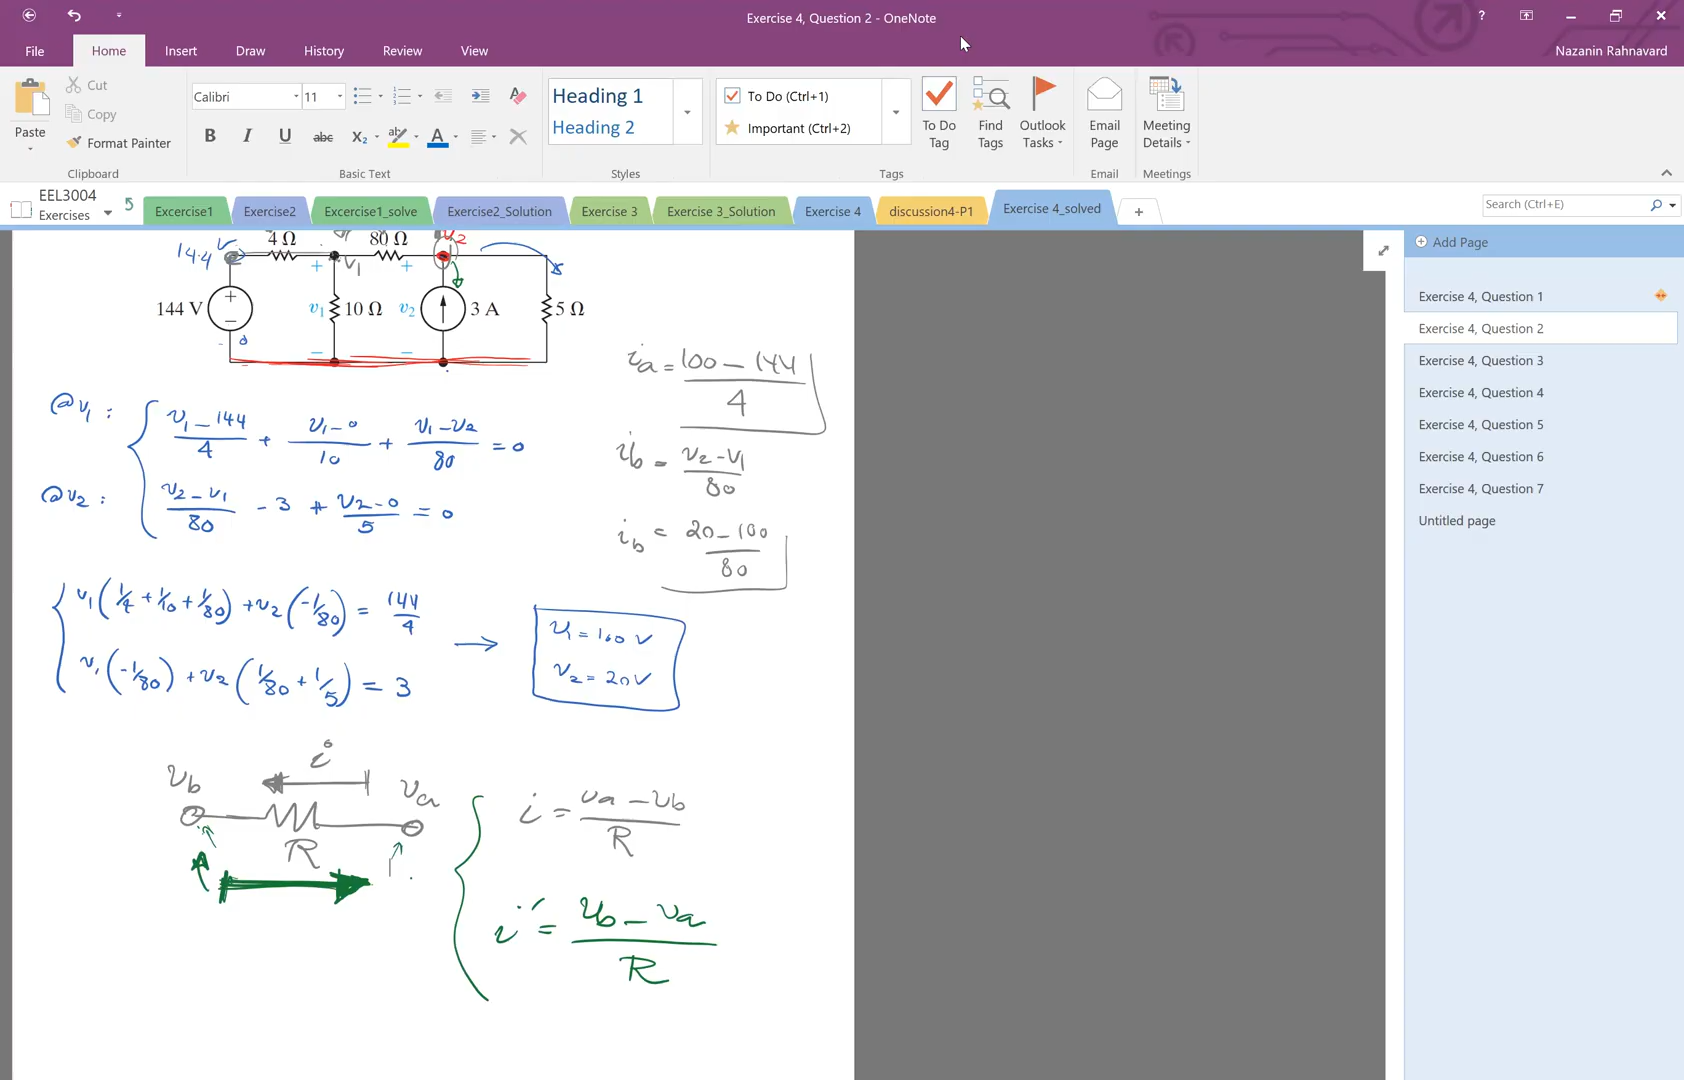 Exercise 4, Question 2 - OneNote
?
File Home Insert Draw History Review View Nazanin Rahnavard
Paste
Cut
Copy
Format Painter
Clipboard
Calibri 11
B I U abc X₂ A
Basic Text
Heading 1
Heading 2
Styles
To Do (Ctrl+1)
Important (Ctrl+2)
To Do Tag
Find Tags
Tags
Outlook Tasks
Email Page
Email
Meeting Details
Meetings
EEL3004
Exercises
Excercise1 Exercise2 Excercise1_solve Exercise2_Solution Exercise 3 Exercise 3_Solution Exercise 4 discussion4-P1 Exercise 4_solved +
Search (Ctrl+E)
Add Page
Exercise 4, Question 1
Exercise 4, Question 2
Exercise 4, Question 3
Exercise 4, Question 4
Exercise 4, Question 5
Exercise 4, Question 6
Exercise 4, Question 7
Untitled page
144 V 4 Ω 80 Ω v2
v1
+ + +
144 V v1 10 Ω v2 3 A 5 Ω
− − −
0
@v1 : (v1 − 144)/4 + (v1 − 0)/10 + (v1 − v2)/80 = 0
@v2 : (v2 − v1)/80 − 3 + (v2 − 0)/5 = 0
ia = (100 − 144)/4
ib = (v2 − v1)/80
ib = (20 − 100)/80
v1 (1/4 + 1/10 + 1/80) + v2 (−1/80) = 144/4
v1 (−1/80) + v2 (1/80 + 1/5) = 3
→
v1 = 100 V
v2 = 20 V
i
vb va
R
i = (va − vb)/R
i′ = (vb − va)/R